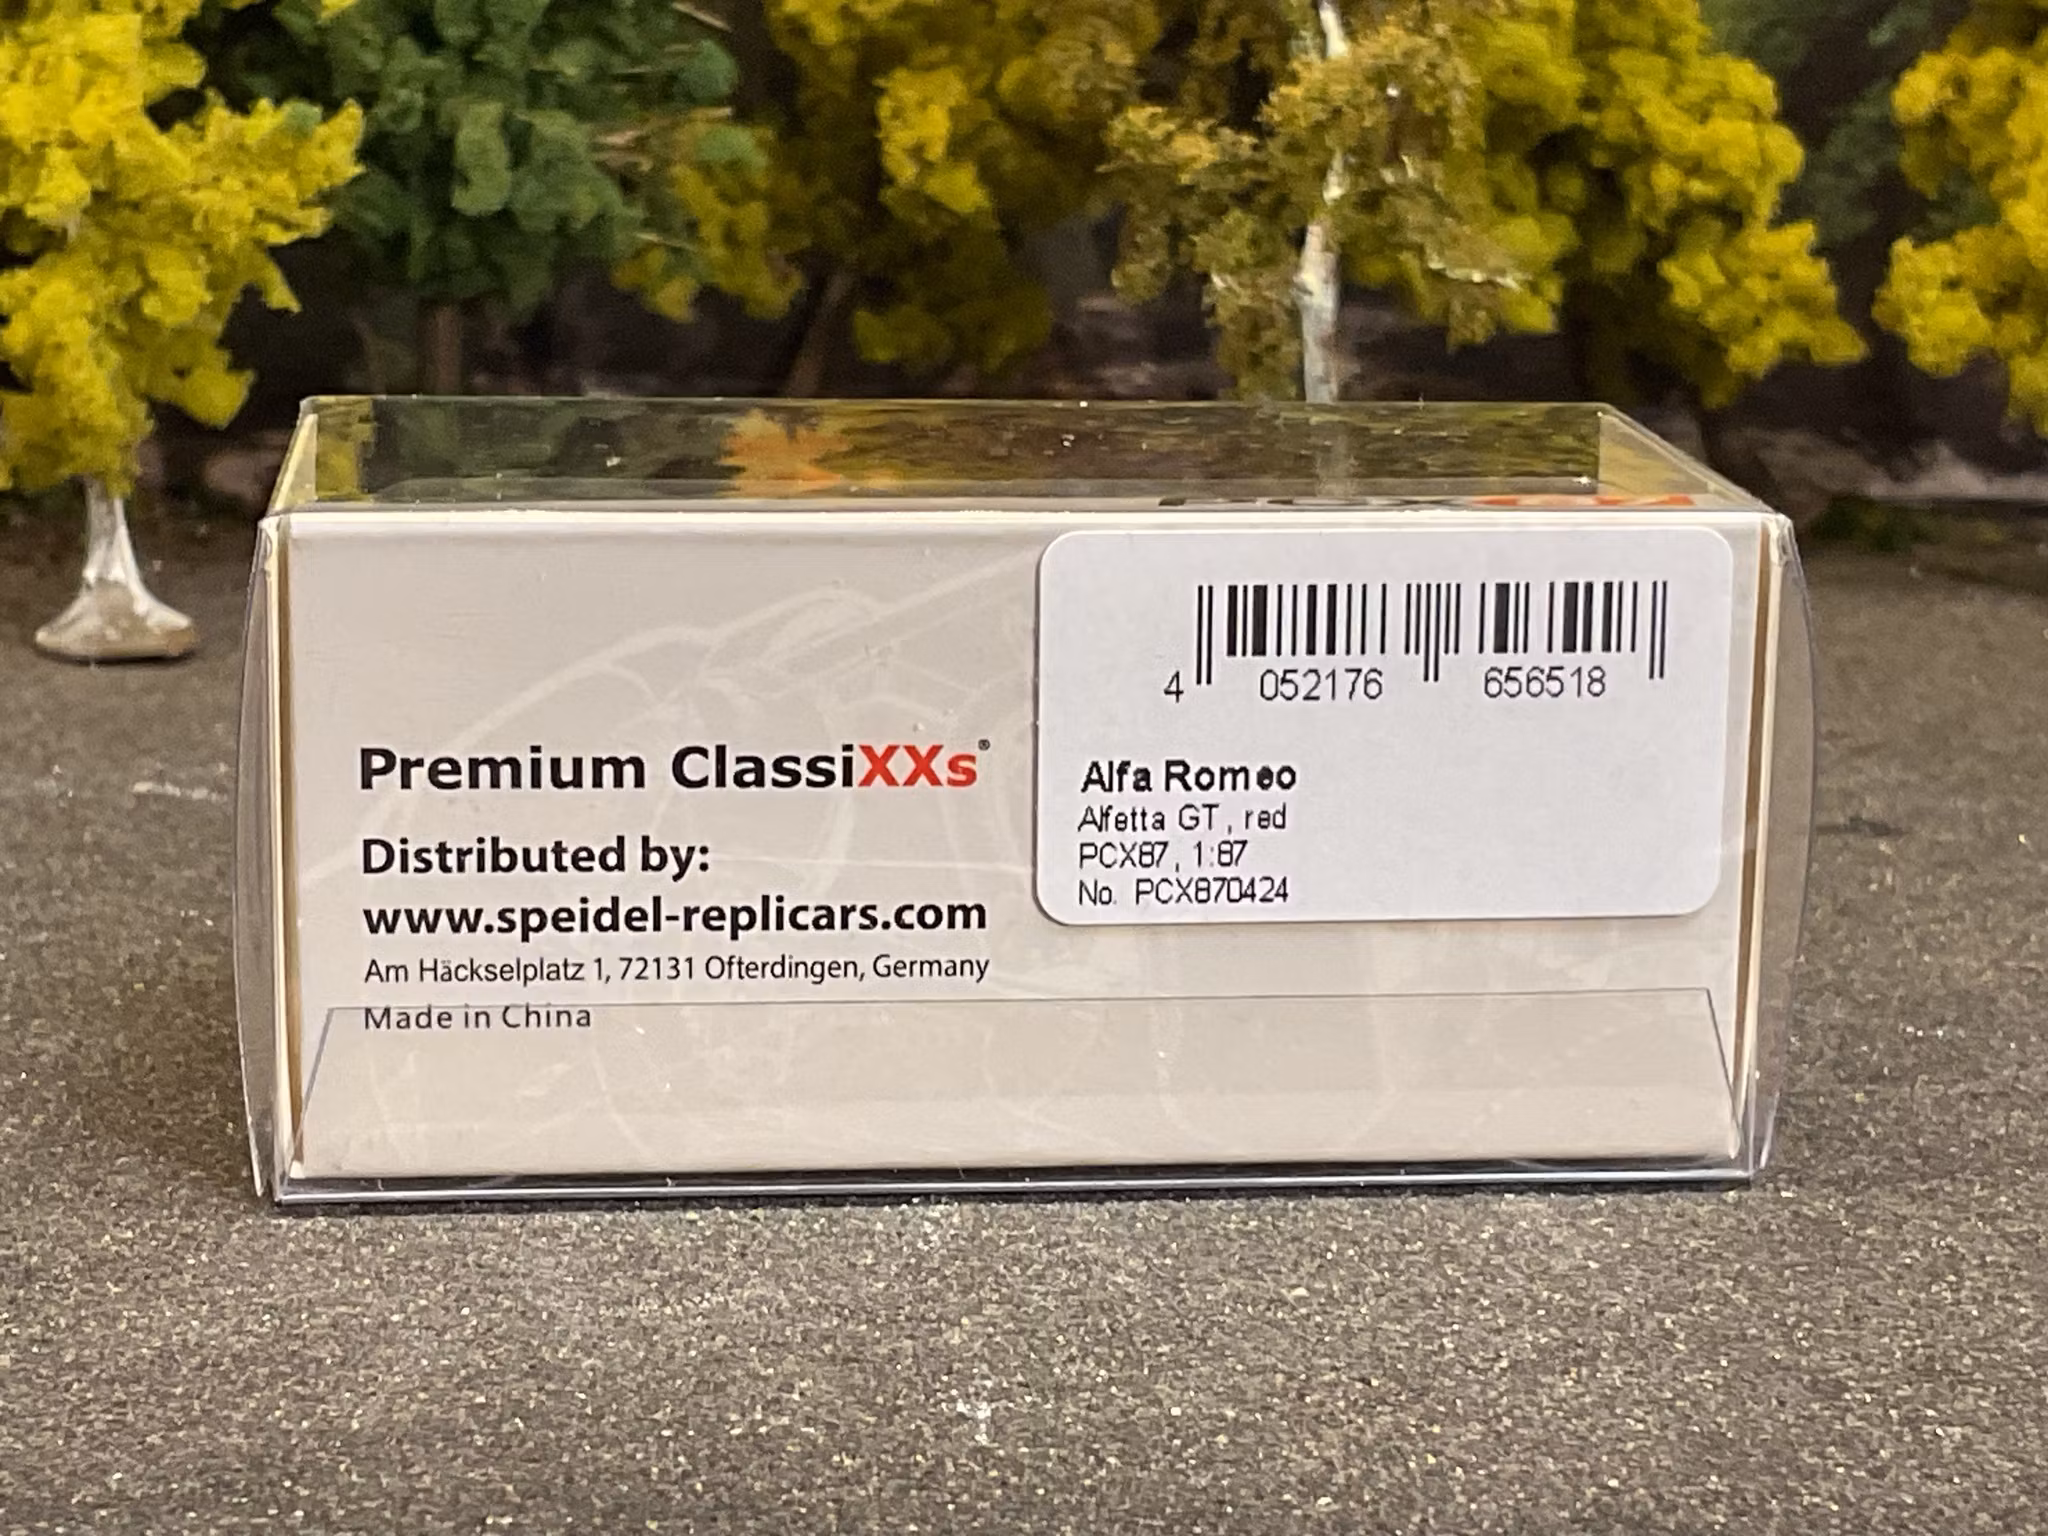 Premium ClassiXXs®
Distributed by:
www.speidel-replicars.com
Am Häckselplatz 1, 72131 Ofterdingen, Germany
Made in China
4 052176 656518
Alfa Romeo
Alfetta GT, red
PCX87, 1:87
No. PCX870424